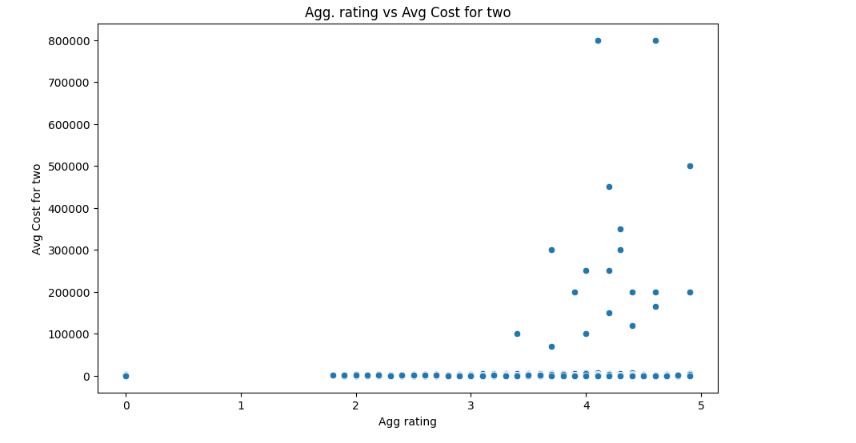 Agg. rating vs Avg Cost for two
800000
700000
600000
500000
400000
300000
200000
100000
0
Avg Cost for two
0 1 2 3 4 5
Agg rating